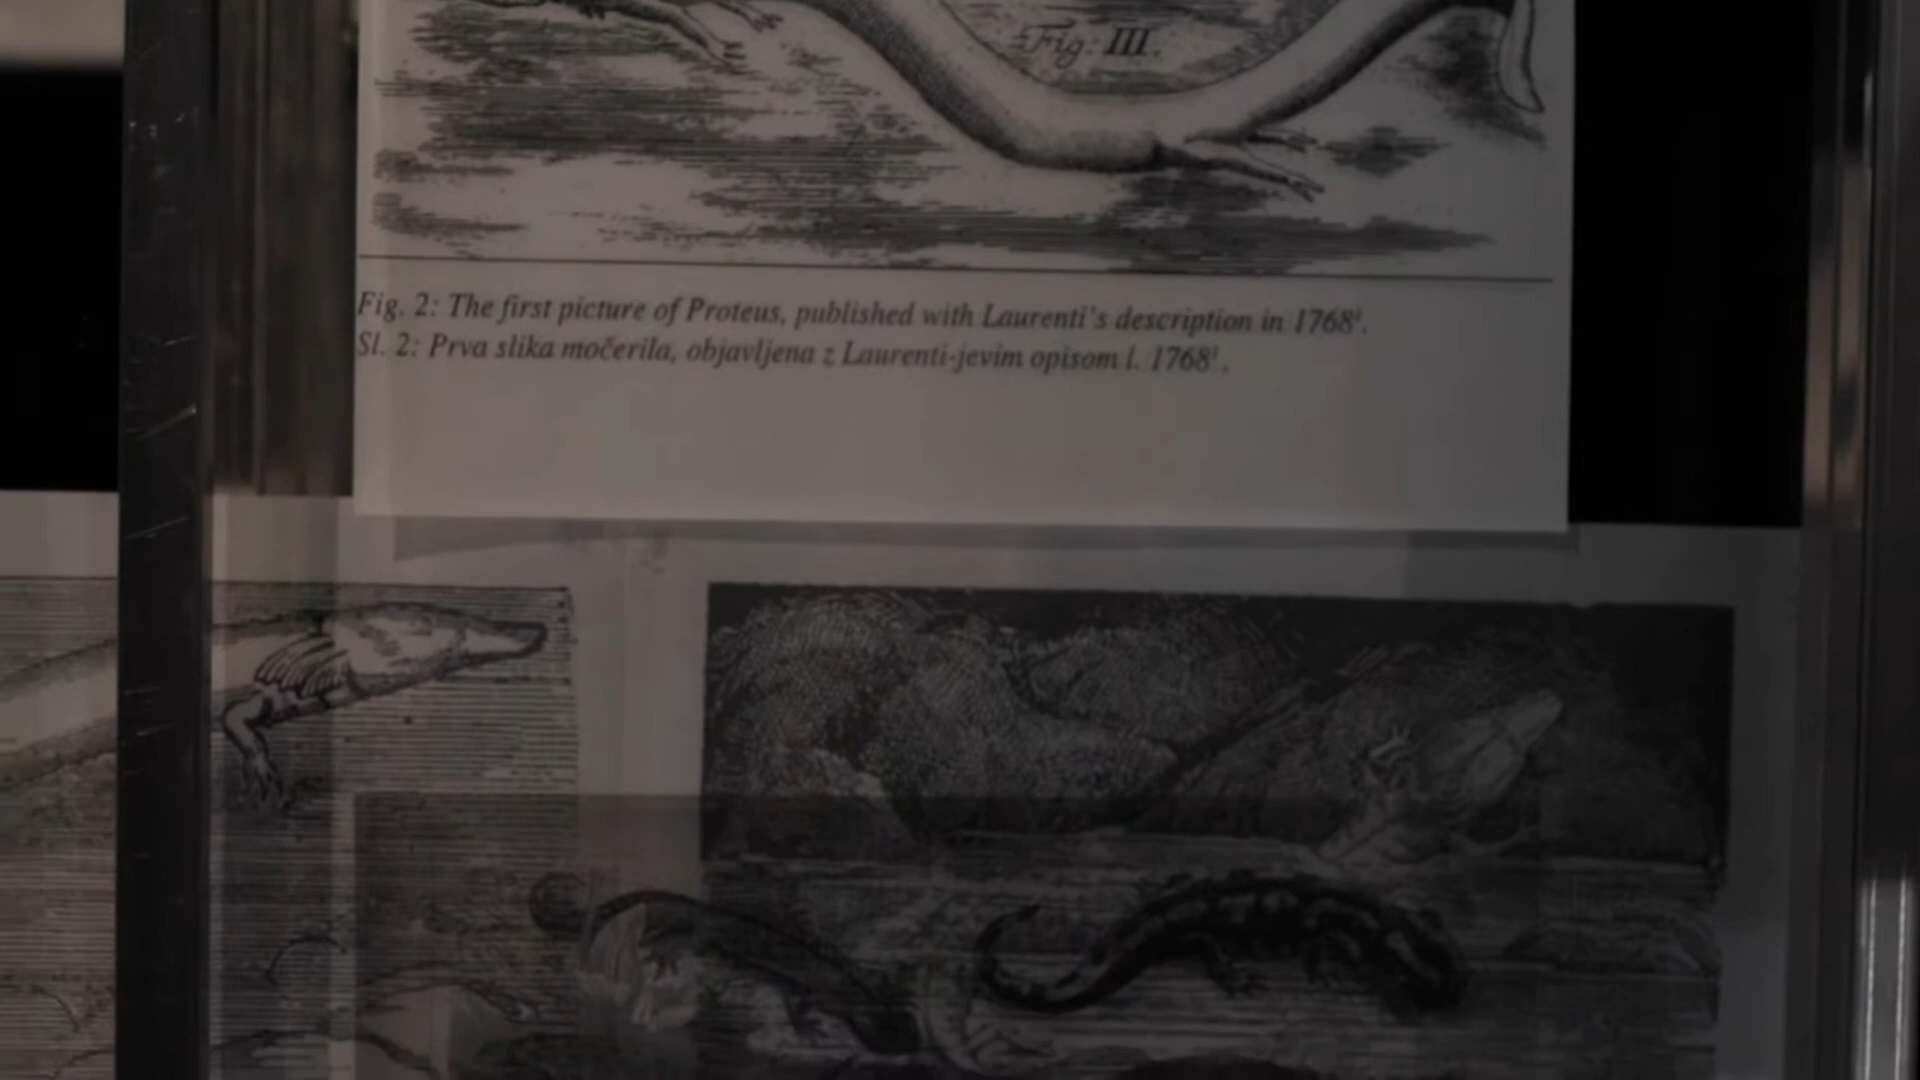 Fig. III.
Fig. 2: The first picture of Proteus, published with Laurenti's description in 1768¹.
Sl. 2: Prva slika močerila, objavljena z Laurenti-jevim opisom l. 1768¹.